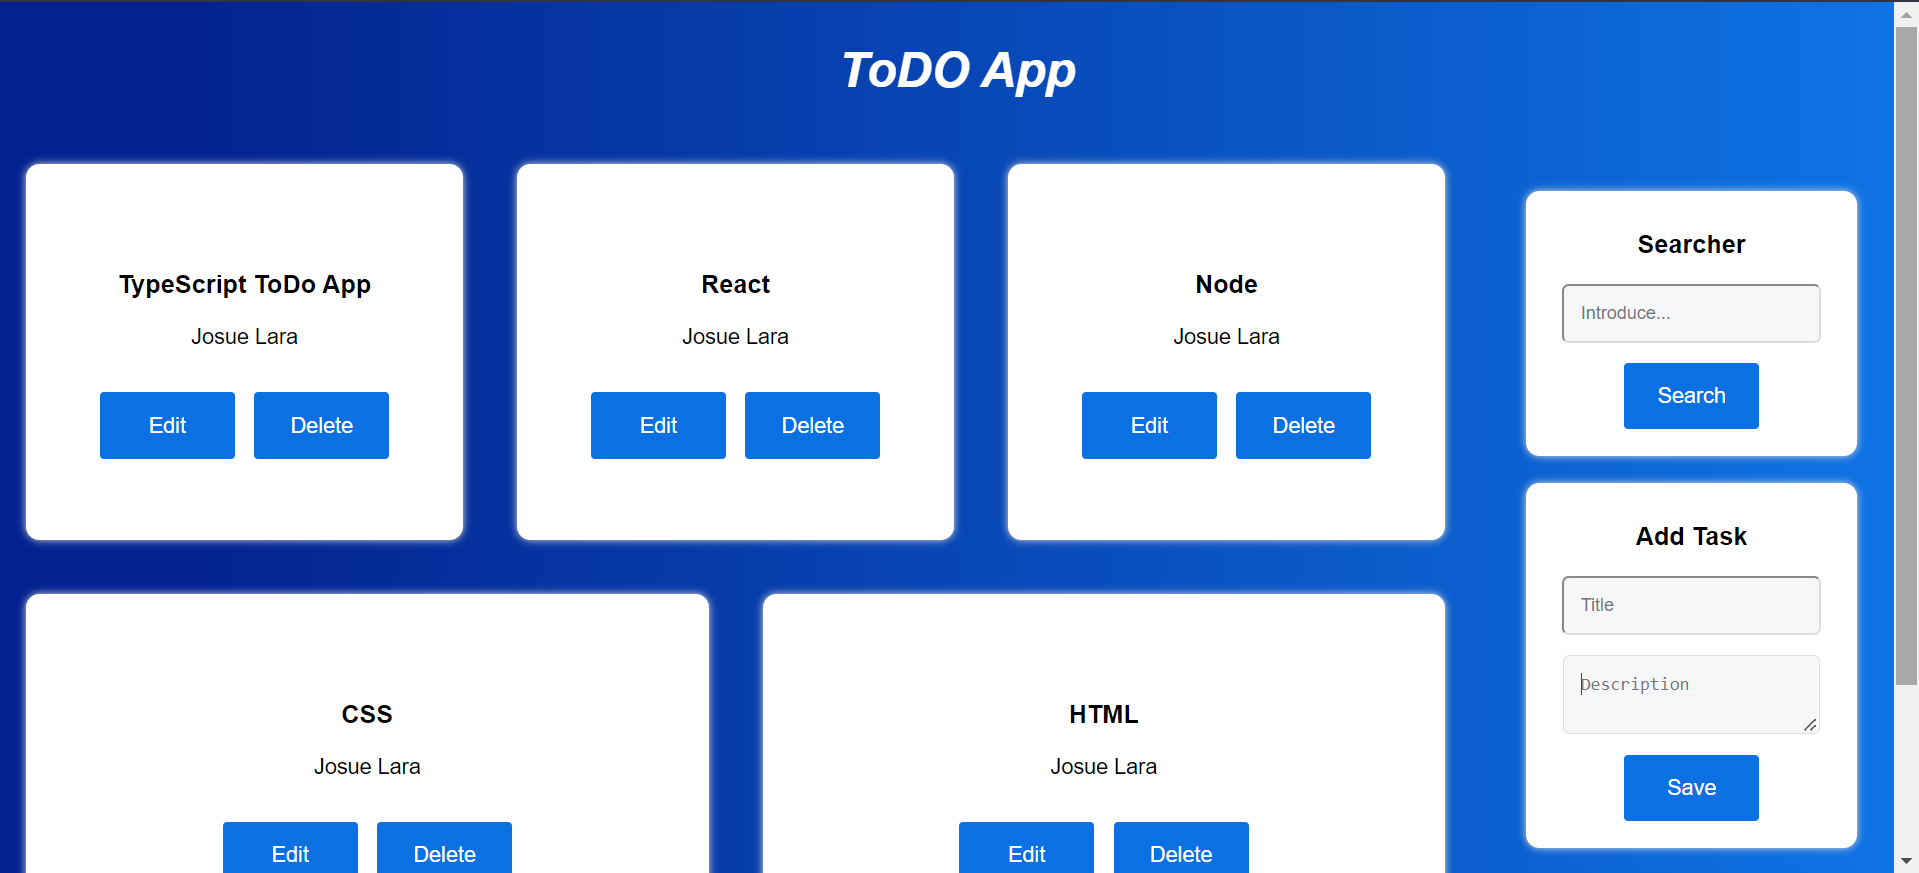 ToDO App
TypeScript ToDo App
Josue Lara
Edit Delete
React
Josue Lara
Edit Delete
Node
Josue Lara
Edit Delete
CSS
Josue Lara
Edit Delete
HTML
Josue Lara
Edit Delete
Searcher
Introduce...
Search
Add Task
Title
Description
Save